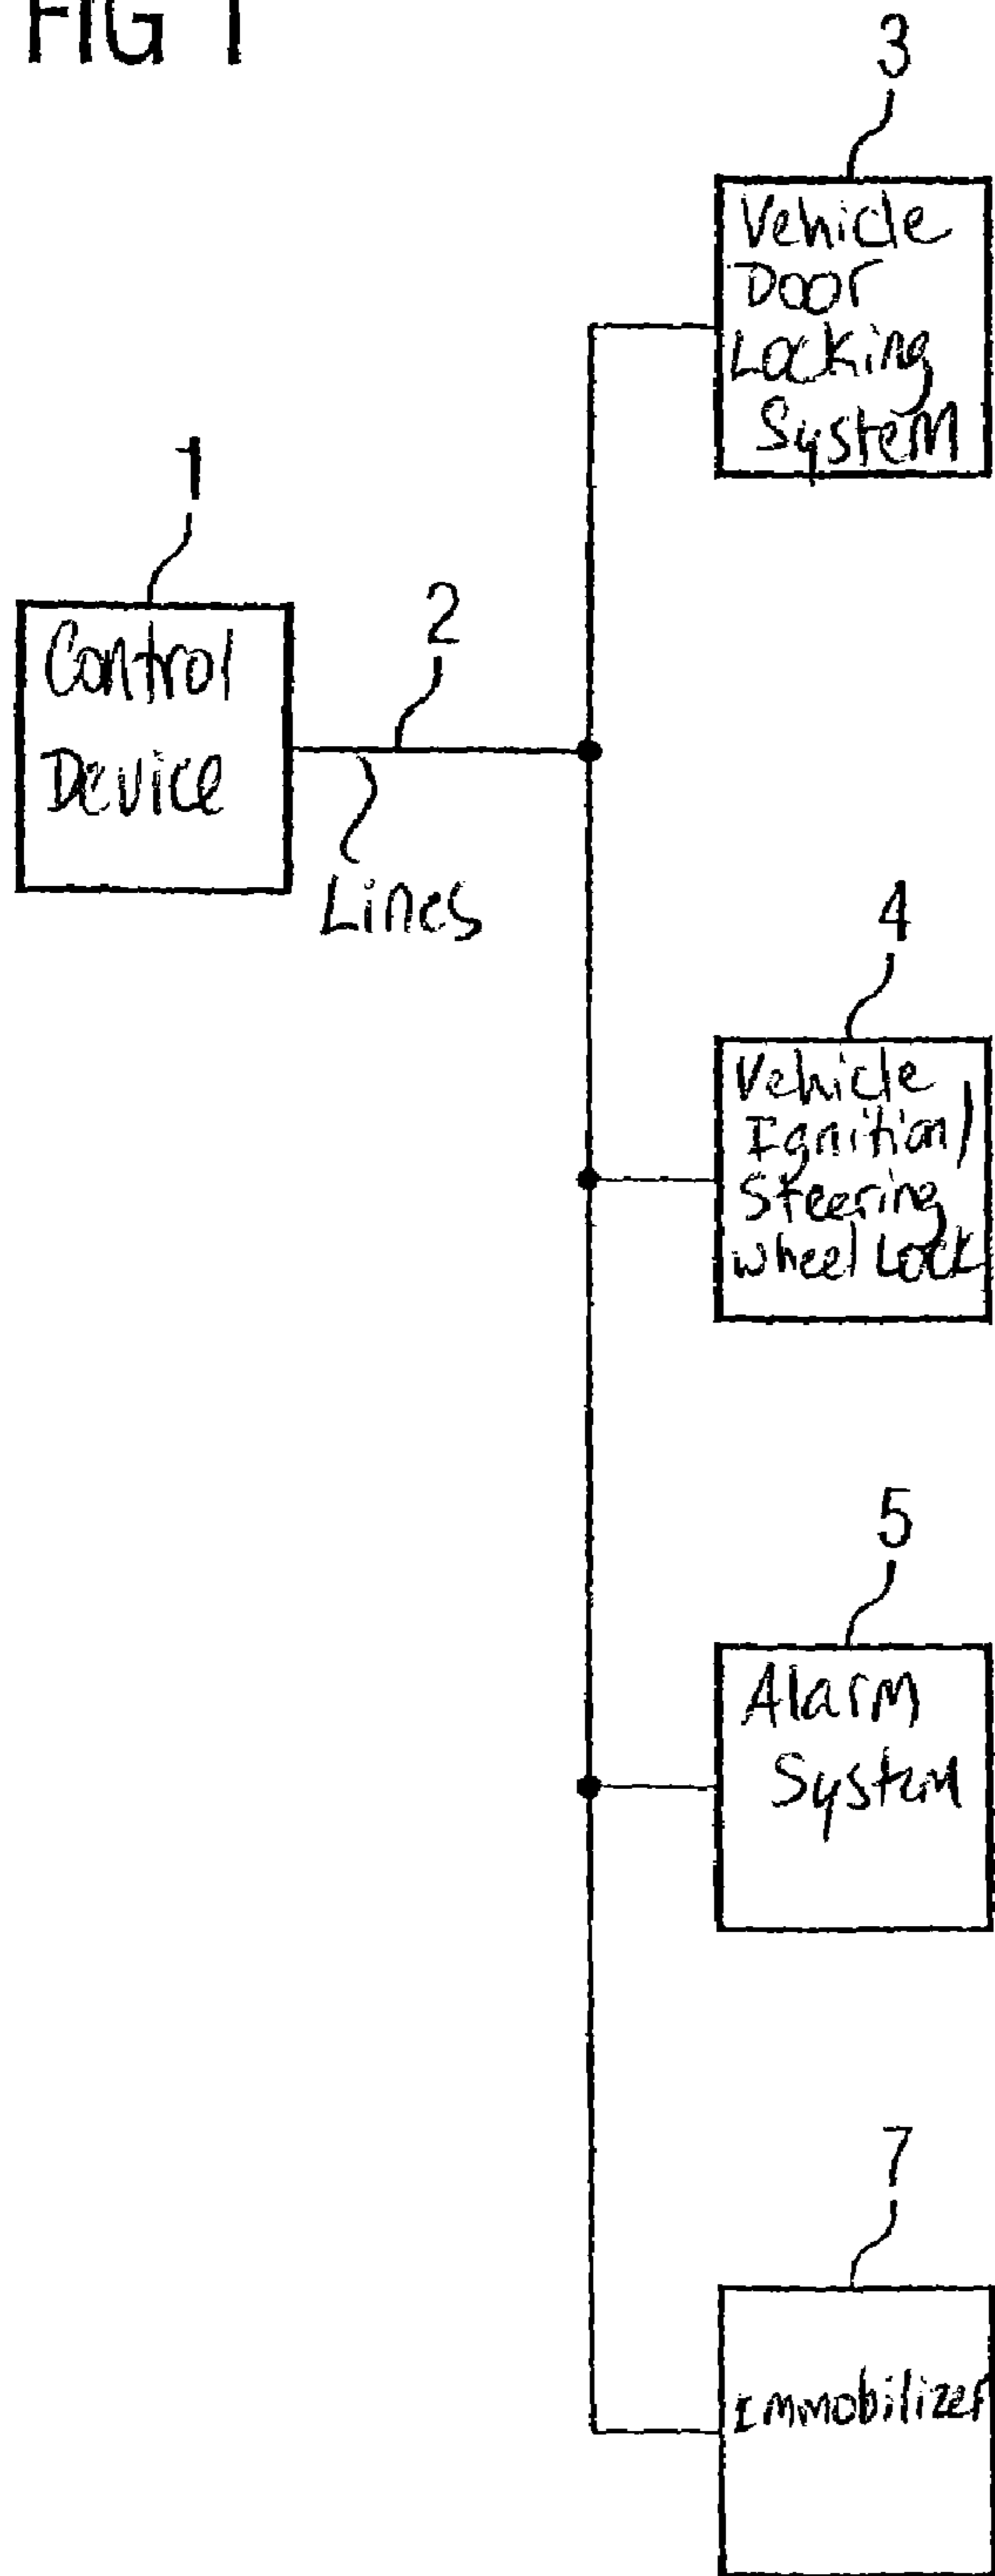 FIG 1
3
Vehicle
Door
Locking
System
1
Control
Device
2
Lines
4
Vehicle
Ignition/
Steering
Wheel Lock
5
Alarm
System
7
Immobilizer